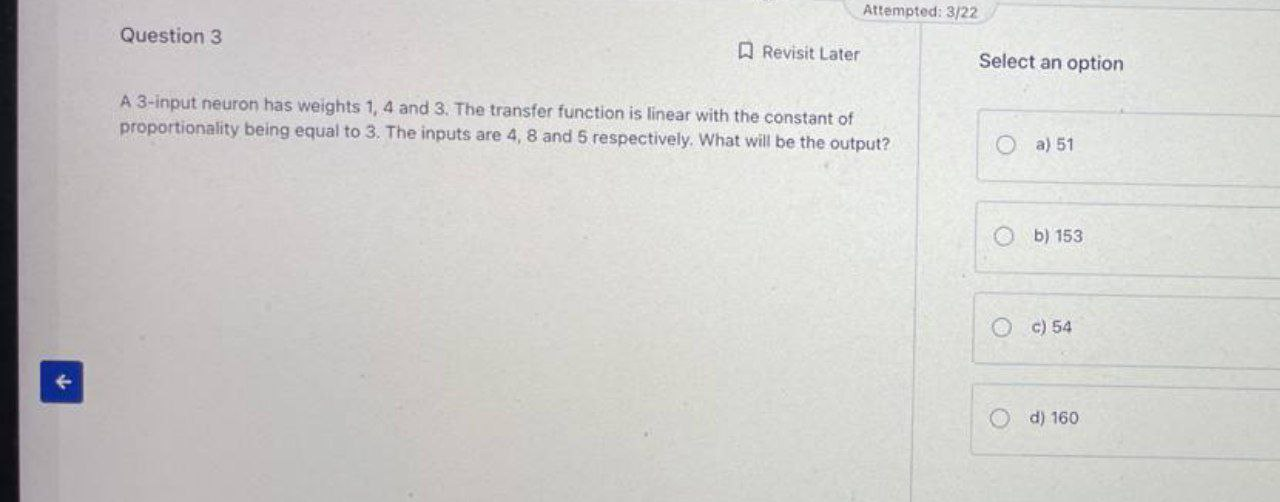 Attempted: 3/22
Question 3
Revisit Later
A 3-input neuron has weights 1, 4 and 3. The transfer function is linear with the constant of
proportionality being equal to 3. The inputs are 4, 8 and 5 respectively. What will be the output?
Select an option
a) 51
b) 153
c) 54
d) 160